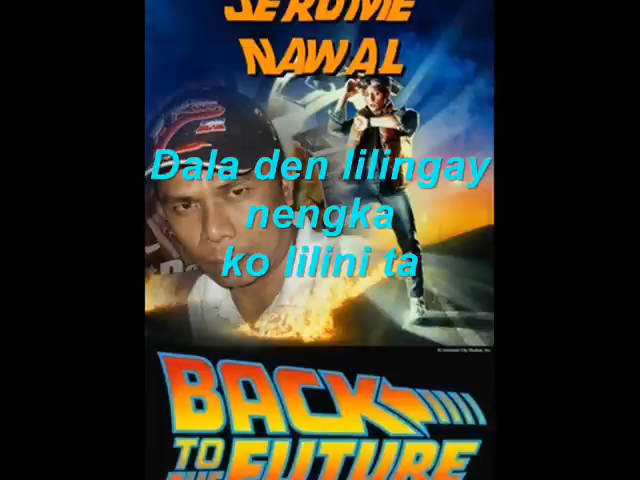 JEROME
NAWAL
Dala den lilingay
nengka
ko lilini ta
BACK
TO THE FUTURE